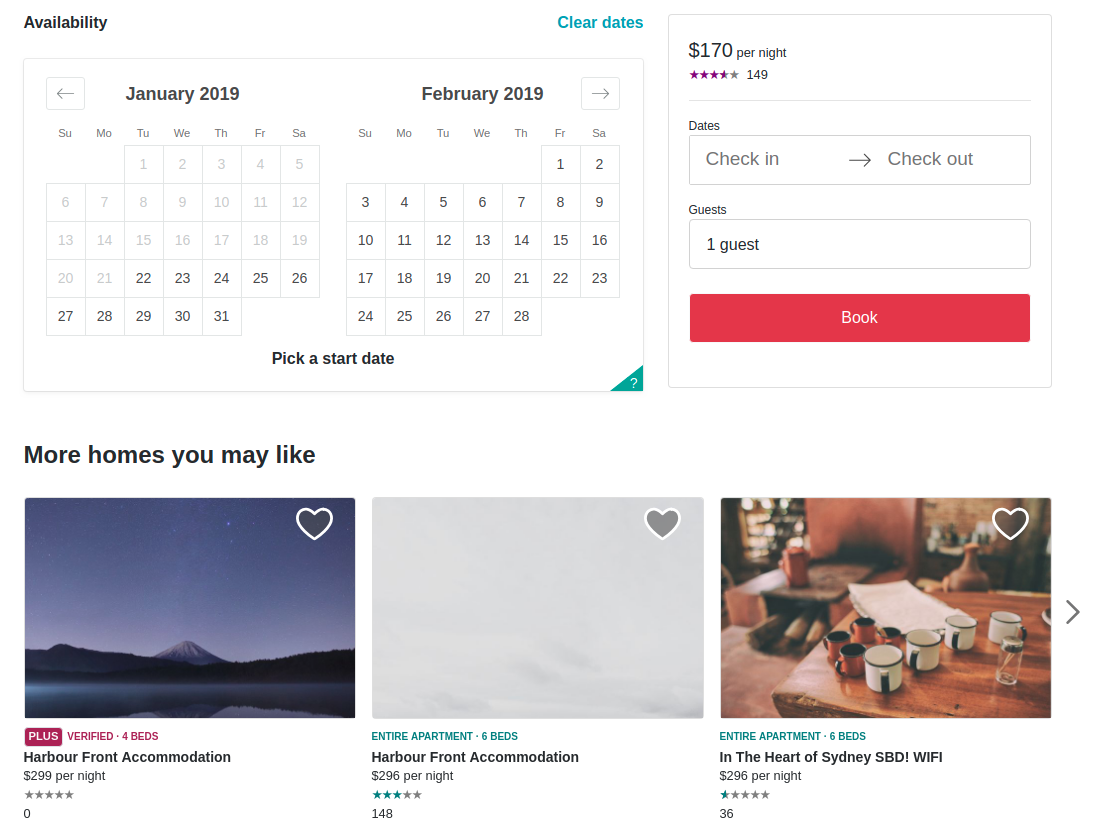 Availability
Clear dates
January 2019
February 2019
Su Mo Tu We Th Fr Sa
1 2 3 4 5
6 7 8 9 10 11 12
13 14 15 16 17 18 19
20 21 22 23 24 25 26
27 28 29 30 31
Su Mo Tu We Th Fr Sa
1 2
3 4 5 6 7 8 9
10 11 12 13 14 15 16
17 18 19 20 21 22 23
24 25 26 27 28
Pick a start date
?
$170 per night
149
Dates
Check in
Check out
Guests
1 guest
Book
More homes you may like
PLUS VERIFIED · 4 BEDS
Harbour Front Accommodation
$299 per night
0
ENTIRE APARTMENT · 6 BEDS
Harbour Front Accommodation
$296 per night
148
ENTIRE APARTMENT · 6 BEDS
In The Heart of Sydney SBD! WIFI
$296 per night
36